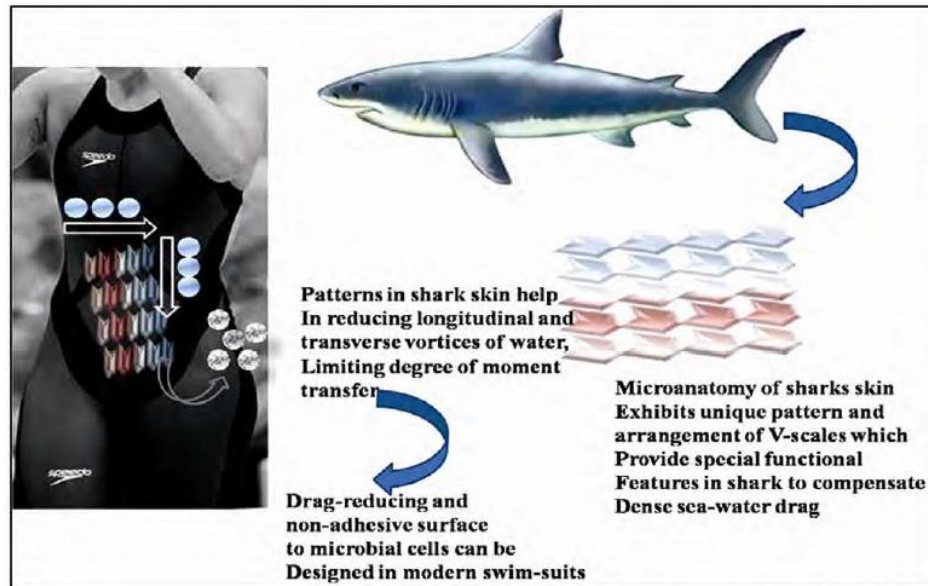 speedo
speedo
Patterns in shark skin help
In reducing longitudinal and
transverse vortices of water,
Limiting degree of moment
transfer
Drag-reducing and
non-adhesive surface
to microbial cells can be
Designed in modern swim-suits
Microanatomy of sharks skin
Exhibits unique pattern and
arrangement of V-scales which
Provide special functional
Features in shark to compensate
Dense sea-water drag